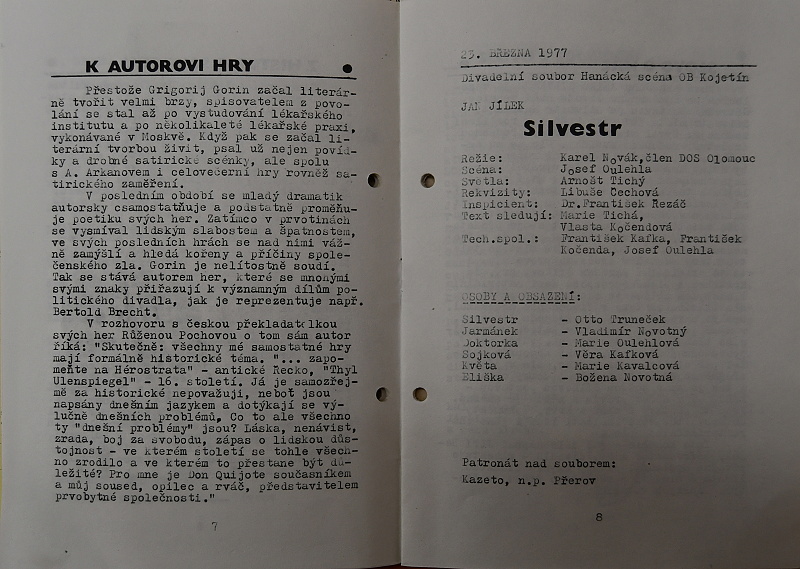 K AUTOROVI HRY
Přestože Grigorij Gorin začal literár-
ně tvořit velmi brzy, spisovatelem z povo-
lání se stal až po vystudování lékařského
institutu a po několikaleté lékařské praxi,
vykonávané v Moskvě. Když pak se začal li-
terární tvorbou živit, psal už nejen povíd-
ky a drobné satirické scénky, ale spolu
s A. Arkanovem i celovečerní hry rovněž sa-
tirického zaměření.
V posledním období se mladý dramatik
autorsky osamostatňuje a podstatně proměňu-
je poetiku svých her. Zatímco v prvotinách
se vysmíval lidským slabostem a špatnostem,
ve svých posledních hrách se nad nimi váž-
ně zamýšlí a hledá kořeny a příčiny spole-
čenského zla. Gorin je nelítostně soudí.
Tak se stává autorem her, které se mnohými
svými znaky přiřazují k významným dílům po-
litického divadla, jak je reprezentuje např.
Bertold Brecht.
V rozhovoru s českou překladatelkou
svých her Růženou Pochovou o tom sám autor
říká: "Skutečně: všechny mé samostatné hry
mají formálně historické téma. "... zapo-
meňte na Hérostrata" - antické Řecko, "Thyl
Ulenspiegel" - 16. století. Já je samozřej-
mě za historické nepovažuji, neboť jsou
napsány dnešním jazykem a dotýkají se vý-
lučně dnešních problémů, Co to ale všechno
ty "dnešní problémy" jsou? Láska, nenávist,
zrada, boj za svobodu, zápas o lidskou důs-
tojnost - ve kterém století se tohle všech-
no zrodilo a ve kterém to přestane být dů-
ležité? Pro mne je Don Quijote současníkem
a můj soused, opilec a rváč, představitelem
prvobytné společnosti."
7
23. BŘEZNA 1977
Divadelní soubor Hanácká scéna OB Kojetín
JAN JÍLEK
Silvestr
Režie: Karel Novák, člen DOS Olomouc
Scéna: Josef Oulehla
Světla: Arnošt Tichý
Rekvizity: Libuše Čechová
Inspicient: Dr.František Řezáč
Text sledují: Marie Tichá,
Vlasta Kočendová
Tech.spol.: František Kafka, František
Kočenda, Josef Oulehla
OSOBY A OBSAZENÍ:
Silvestr - Otto Truneček
Jarmánek - Vladimír Novotný
Doktorka - Marie Oulehlová
Sojková - Věra Kafková
Květa - Marie Kavalcová
Eliška - Božena Novotná
Patronát nad souborem:
Kazeto, n.p. Přerov
8